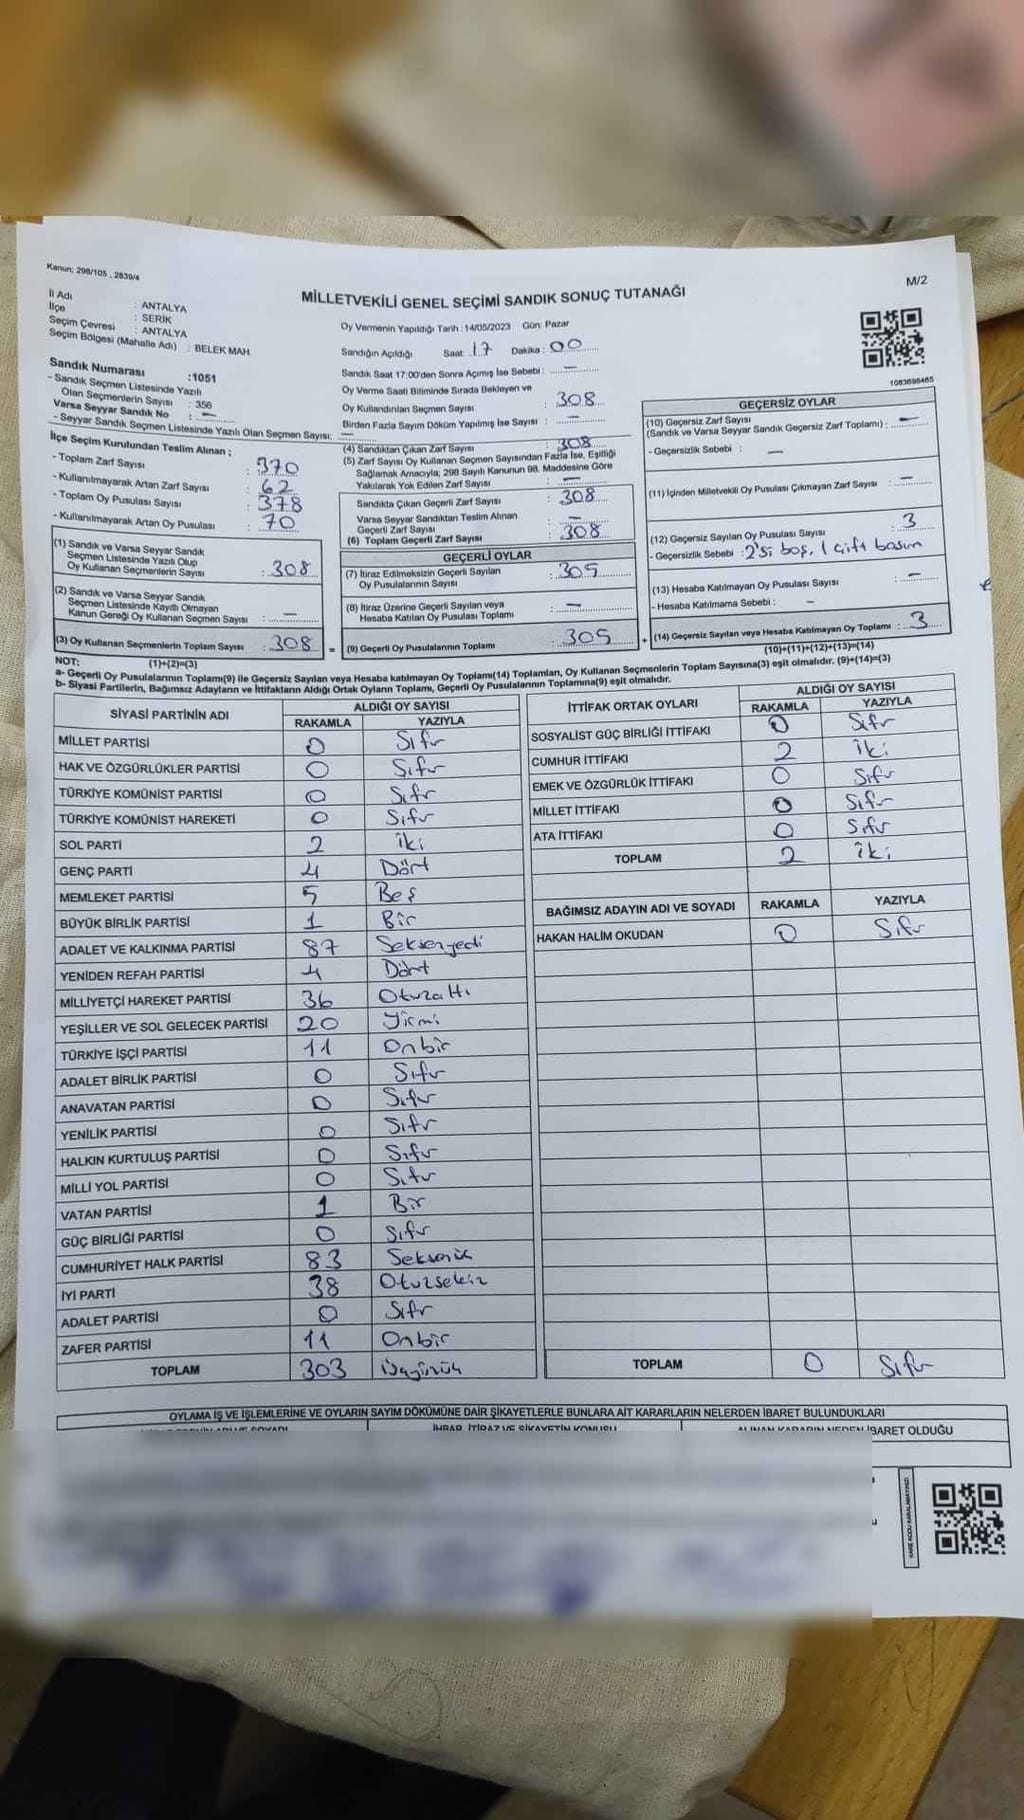 Kanun: 298/105 , 2839/4
M/2
MİLLETVEKİLİ GENEL SEÇİMİ SANDIK SONUÇ TUTANAĞI
İl Adı : ANTALYA
İlçe : SERİK
Seçim Çevresi : ANTALYA
Seçim Bölgesi (Mahalle Adı) : BELEK MAH.
Sandık Numarası :1051
- Sandık Seçmen Listesinde Yazılı
Olan Seçmenlerin Sayısı : 356
Varsa Seyyar Sandık No : —
- Seyyar Sandık Seçmen Listesinde Yazılı Olan Seçmen Sayısı: —
Oy Vermenin Yapıldığı Tarih :14/05/2023 Gün: Pazar
Sandığın Açıldığı Saat: 17 Dakika: 00
Sandık Saat 17:00'den Sonra Açımış İse Sebebi : —
Oy Verme Saati Bitiminde Sırada Bekleyen ve
Oy Kullandırılan Seçmen Sayısı : 308
Birden Fazla Sayım Döküm Yapılmış İse Sayısı : —
1083698465
İlçe Seçim Kurulundan Teslim Alınan ;
- Toplam Zarf Sayısı : 370
- Kullanılmayarak Artan Zarf Sayısı : 62
- Toplam Oy Pusulası Sayısı : 378
- Kullanılmayarak Artan Oy Pusulası : 70
(1) Sandık ve Varsa Seyyar Sandık
Seçmen Listesinde Yazılı Olup
Oy Kullanan Seçmenlerin Sayısı : 308
(2) Sandık ve Varsa Seyyar Sandık
Seçmen Listesinde Kayıtlı Olmayan
Kanun Gereği Oy Kullanan Seçmen Sayısı : —
(3) Oy Kullanan Seçmenlerin Toplam Sayısı : 308 =
(1)+(2)=(3)
(4) Sandıktan Çıkan Zarf Sayısı : 308
(5) Zarf Sayısı Oy Kullanan Seçmen Sayısından Fazla İse, Eşitliği
Sağlamak Amacıyla; 298 Sayılı Kanunun 98. Maddesine Göre
Yakılarak Yok Edilen Zarf Sayısı : —
Sandıkta Çıkan Geçerli Zarf Sayısı : 308
Varsa Seyyar Sandıktan Teslim Alınan
Geçerli Zarf Sayısı : —
(6) Toplam Geçerli Zarf Sayısı : 308
GEÇERLİ OYLAR
(7) İtiraz Edilmeksizin Geçerli Sayılan
Oy Pusulalarının Sayısı : 305
(8) İtiraz Üzerine Geçerli Sayılan veya
Hesaba Katılan Oy Pusulası Toplamı : —
(9) Geçerli Oy Pusulalarının Toplamı : 305 +
GEÇERSİZ OYLAR
(10) Geçersiz Zarf Sayısı
(Sandık ve Varsa Seyyar Sandık Geçersiz Zarf Toplamı) : —
- Geçersizlik Sebebi : —
(11) İçinden Milletvekili Oy Pusulası Çıkmayan Zarf Sayısı : —
(12) Geçersiz Sayılan Oy Pusulası Sayısı : 3
- Geçersizlik Sebebi : 2'si boş, 1 çift basım
(13) Hesaba Katılmayan Oy Pusulası Sayısı : —
- Hesaba Katılmama Sebebi : —
(14) Geçersiz Sayılan veya Hesaba Katılmayan Oy Toplamı : 3
(10)+(11)+(12)+(13)=(14)
NOT:
a- Geçerli Oy Pusulalarının Toplamı(9) ile Geçersiz Sayılan veya Hesaba katılmayan Oy Toplamı(14) Toplamları, Oy Kullanan Seçmenlerin Toplam Sayısına(3) eşit olmalıdır. (9)+(14)=(3)
b- Siyasi Partilerin, Bağımsız Adayların ve İttifakların Aldığı Ortak Oyların Toplamı, Geçerli Oy Pusulalarının Toplamına(9) eşit olmalıdır.
SİYASİ PARTİNİN ADI ALDIĞI OY SAYISI
RAKAMLA YAZIYLA
MİLLET PARTİSİ 0 Sıfır
HAK VE ÖZGÜRLÜKLER PARTİSİ 0 Sıfır
TÜRKİYE KOMÜNİST PARTİSİ 0 Sıfır
TÜRKİYE KOMÜNİST HAREKETİ 0 Sıfır
SOL PARTİ 2 iki
GENÇ PARTİ 4 Dört
MEMLEKET PARTİSİ 5 Beş
BÜYÜK BİRLİK PARTİSİ 1 Bir
ADALET VE KALKINMA PARTİSİ 87 Seksenyedi
YENİDEN REFAH PARTİSİ 4 Dört
MİLLİYETÇİ HAREKET PARTİSİ 36 Otuzaltı
YEŞİLLER VE SOL GELECEK PARTİSİ 20 Yirmi
TÜRKİYE İŞÇİ PARTİSİ 11 Onbir
ADALET BİRLİK PARTİSİ 0 Sıfır
ANAVATAN PARTİSİ 0 Sıfır
YENİLİK PARTİSİ 0 Sıfır
HALKIN KURTULUŞ PARTİSİ 0 Sıfır
MİLLİ YOL PARTİSİ 0 Sıfır
VATAN PARTİSİ 1 Bir
GÜÇ BİRLİĞİ PARTİSİ 0 Sıfır
CUMHURİYET HALK PARTİSİ 83 Seksenüç
İYİ PARTİ 38 Otuzsekiz
ADALET PARTİSİ 0 Sıfır
ZAFER PARTİSİ 11 Onbir
TOPLAM 303 Üçyüzüç
İTTİFAK ORTAK OYLARI ALDIĞI OY SAYISI
RAKAMLA YAZIYLA
SOSYALİST GÜÇ BİRLİĞİ İTTİFAKI 0 Sıfır
CUMHUR İTTİFAKI 2 iki
EMEK VE ÖZGÜRLÜK İTTİFAKI 0 Sıfır
MİLLET İTTİFAKI 0 Sıfır
ATA İTTİFAKI 0 Sıfır
TOPLAM 2 iki
BAĞIMSIZ ADAYIN ADI VE SOYADI RAKAMLA YAZIYLA
HAKAN HALİM OKUDAN 0 Sıfır
TOPLAM 0 Sıfır
OYLAMA İŞ VE İŞLEMLERİNE VE OYLARIN SAYIM DÖKÜMÜNE DAİR ŞİKAYETLERLE BUNLARA AİT KARARLARIN NELERDEN İBARET BULUNDUKLARI
İHBAR, İTİRAZ VE ŞİKAYETİN KONUSU ALINAN KARARIN NEDEN İBARET OLDUĞU
KARE KODU KARALAMAYINIZ!